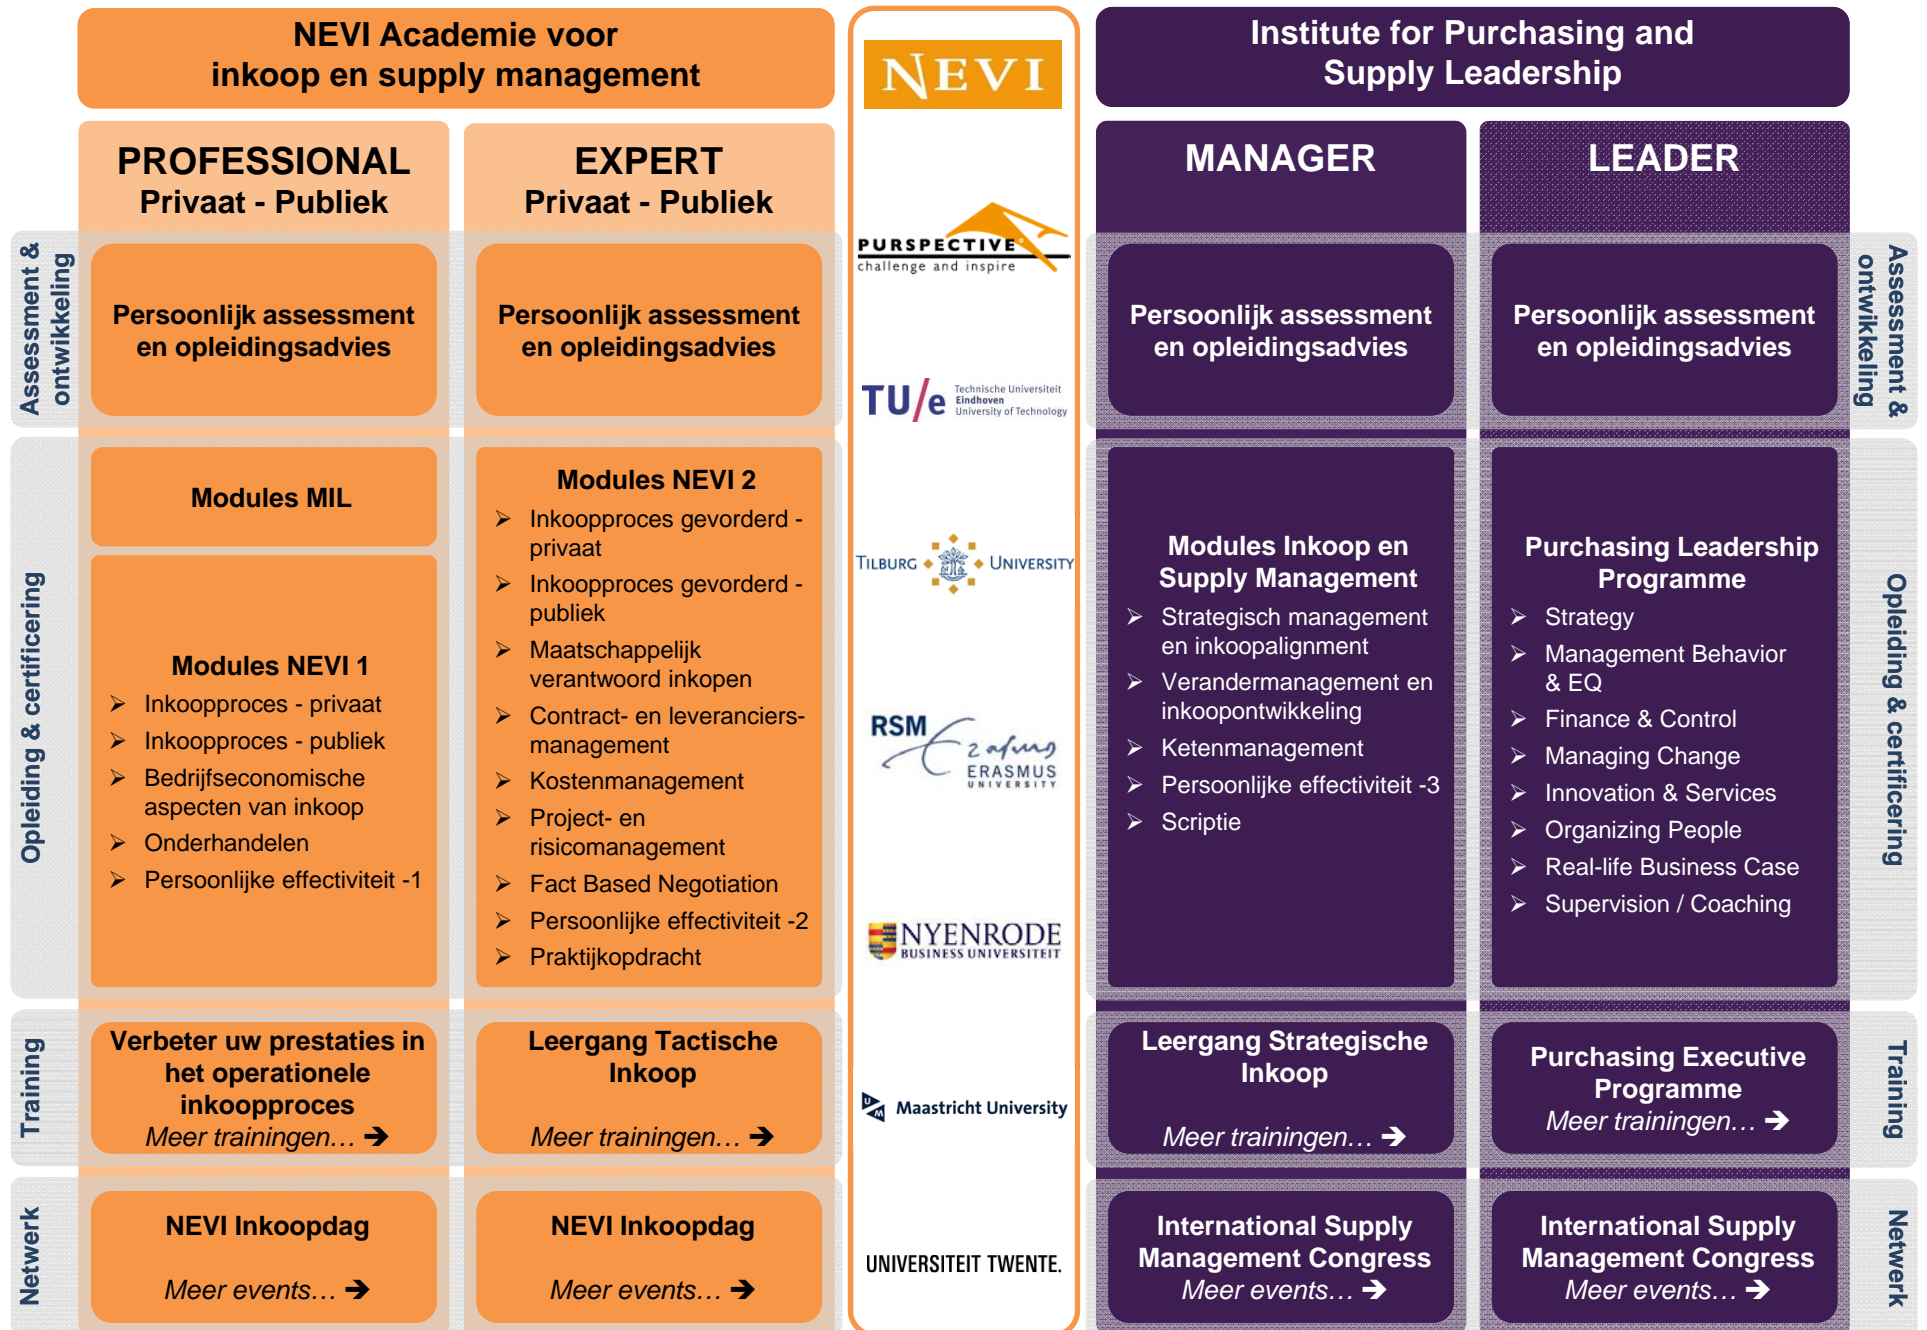 NEVI Academie voor
inkoop en supply management
PROFESSIONAL
Privaat - Publiek
EXPERT
Privaat - Publiek
Assessment &
ontwikkeling
Persoonlijk assessment
en opleidingsadvies
Persoonlijk assessment
en opleidingsadvies
Opleiding & certificering
Modules MIL
Modules NEVI 1
➢ Inkoopproces - privaat
➢ Inkoopproces - publiek
➢ Bedrijfseconomische
aspecten van inkoop
➢ Onderhandelen
➢ Persoonlijke effectiviteit -1
Modules NEVI 2
➢ Inkoopproces gevorderd -
privaat
➢ Inkoopproces gevorderd -
publiek
➢ Maatschappelijk
verantwoord inkopen
➢ Contract- en leveranciers-
management
➢ Kostenmanagement
➢ Project- en
risicomanagement
➢ Fact Based Negotiation
➢ Persoonlijke effectiviteit -2
➢ Praktijkopdracht
Training
Verbeter uw prestaties in
het operationele
inkoopproces
Meer trainingen… ➔
Leergang Tactische
Inkoop
Meer trainingen… ➔
Netwerk
NEVI Inkoopdag
Meer events… ➔
NEVI Inkoopdag
Meer events… ➔
NEVI
PURSPECTIVE
challenge and inspire
TU/e
Technische Universiteit
Eindhoven
University of Technology
TILBURG UNIVERSITY
RSM
Erasmus
ERASMUS
UNIVERSITY
NYENRODE
BUSINESS UNIVERSITEIT
UM
Maastricht University
UNIVERSITEIT TWENTE.
Institute for Purchasing and
Supply Leadership
MANAGER
LEADER
Persoonlijk assessment
en opleidingsadvies
Persoonlijk assessment
en opleidingsadvies
Assessment &
ontwikkeling
Modules Inkoop en
Supply Management
➢ Strategisch management
en inkoopalignment
➢ Verandermanagement en
inkoopontwikkeling
➢ Ketenmanagement
➢ Persoonlijke effectiviteit -3
➢ Scriptie
Purchasing Leadership
Programme
➢ Strategy
➢ Management Behavior
& EQ
➢ Finance & Control
➢ Managing Change
➢ Innovation & Services
➢ Organizing People
➢ Real-life Business Case
➢ Supervision / Coaching
Opleiding & certificering
Leergang Strategische
Inkoop
Meer trainingen… ➔
Purchasing Executive
Programme
Meer trainingen… ➔
Training
International Supply
Management Congress
Meer events… ➔
International Supply
Management Congress
Meer events… ➔
Netwerk